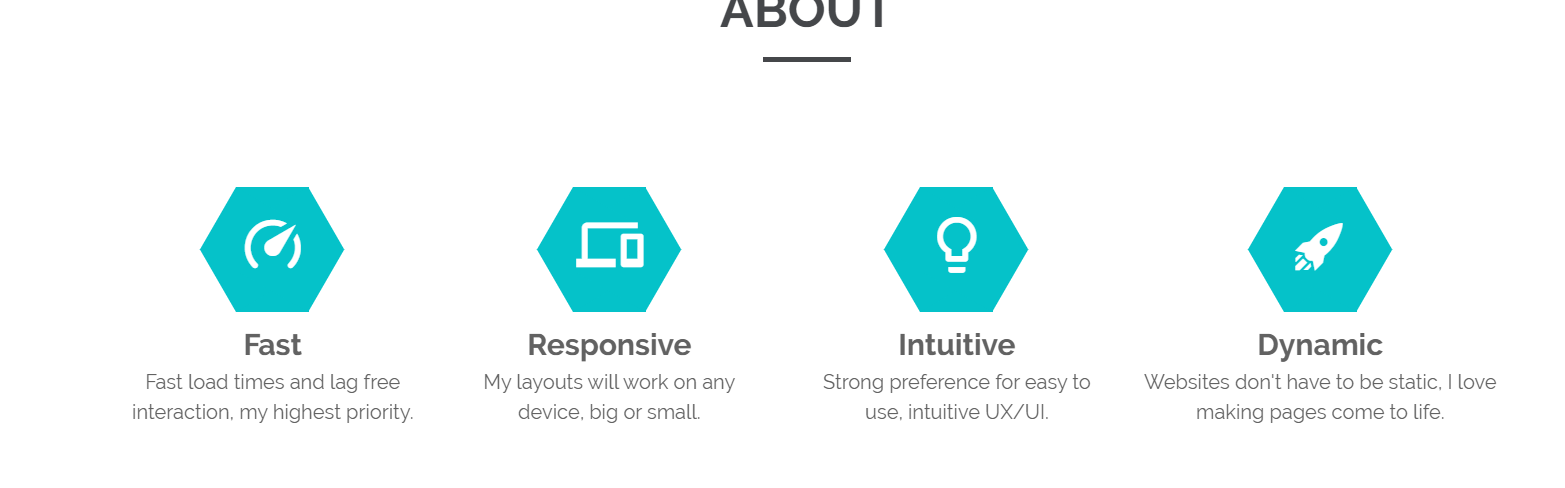 ABOUT
Fast
Fast load times and lag free
interaction, my highest priority.
Responsive
My layouts will work on any
device, big or small.
Intuitive
Strong preference for easy to
use, intuitive UX/UI.
Dynamic
Websites don't have to be static, I love
making pages come to life.